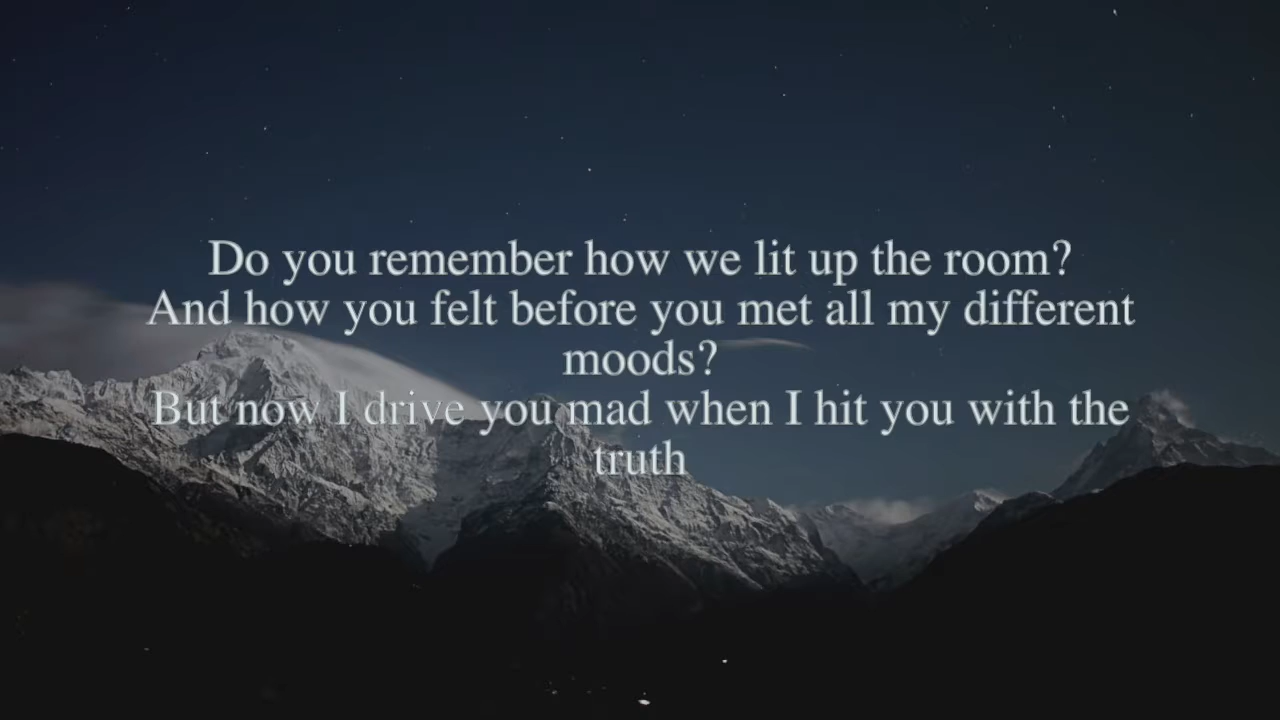 Do you remember how we lit up the room?
And how you felt before you met all my different
moods?
But now I drive you mad when I hit you with the
truth